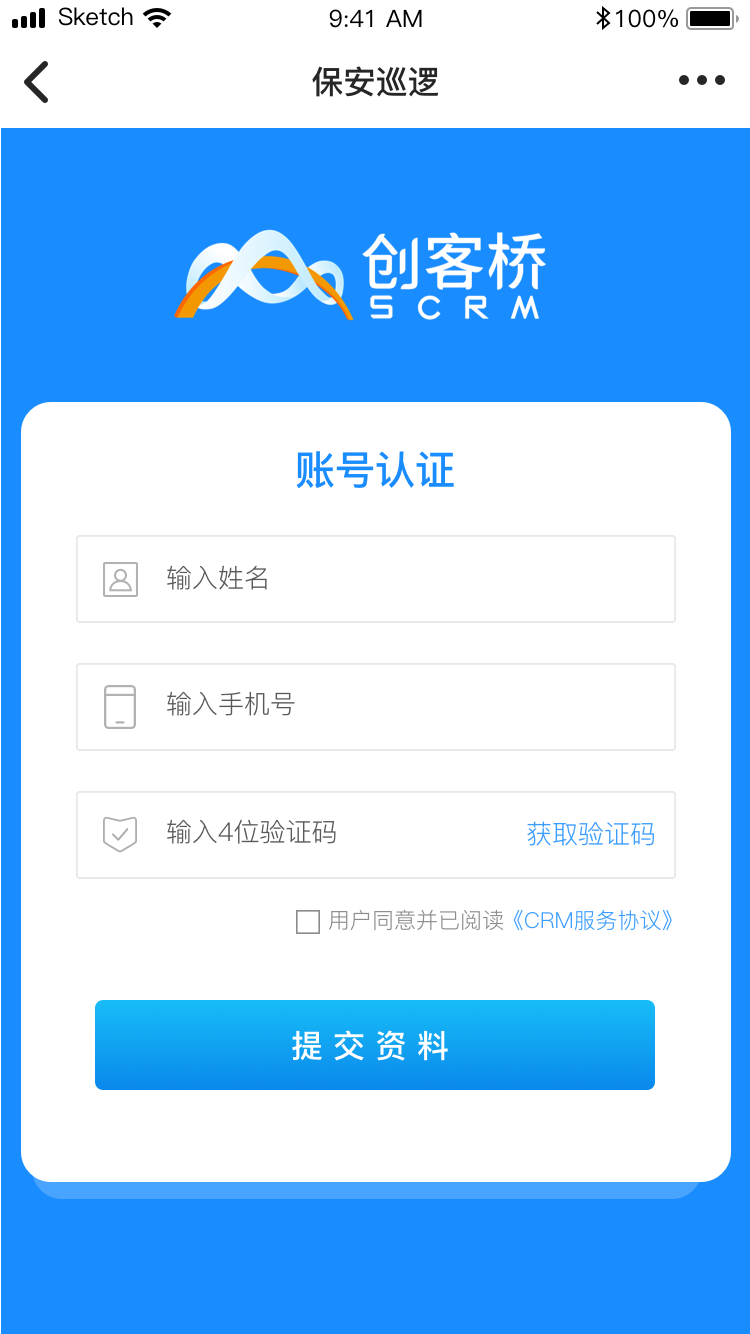 Sketch 9:41 AM 100%
保安巡逻
创客桥
SCRM
账号认证
输入姓名
输入手机号
输入4位验证码 获取验证码
用户同意并已阅读《CRM服务协议》
提交资料